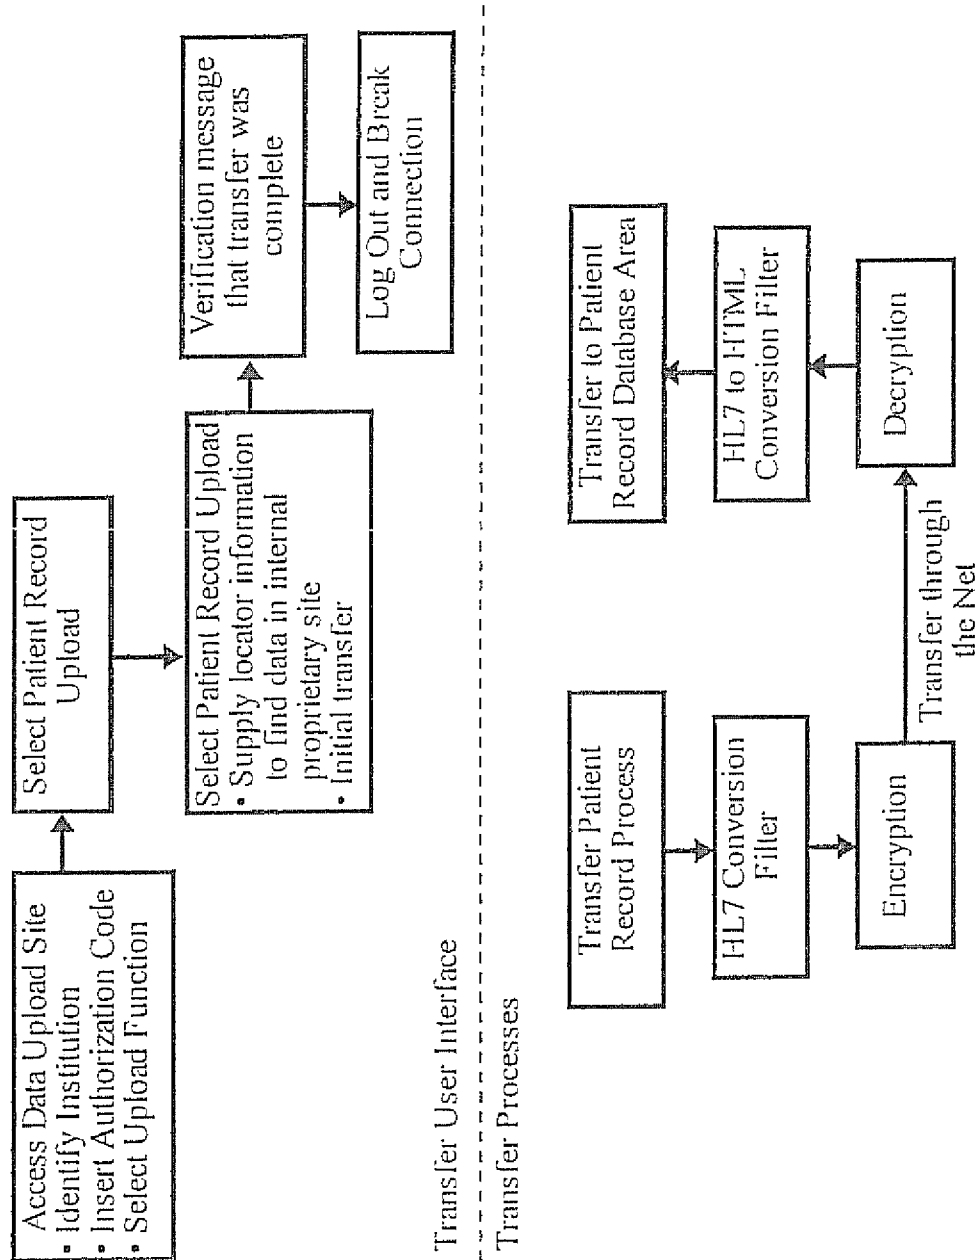 Access Data Upload Site
• Identify Institution
• Insert Authorization Code
• Select Upload Function
Select Patient Record
Upload
Select Patient Record Upload
• Supply locator information
to find data in internal
proprietary site
• Initial transfer
Verification message
that transfer was
complete
Log Out and Break
Connection
Transfer User Interface
Transfer Processes
Transfer Patient
Record Process
HL7 Conversion
Filter
Encryption
Transfer through
the Net
Decryption
HL7 to HTML
Conversion Filter
Transfer to Patient
Record Database Area